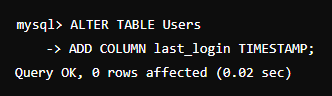 mysql> ALTER TABLE Users
-> ADD COLUMN last_login TIMESTAMP;
Query OK, 0 rows affected (0.02 sec)